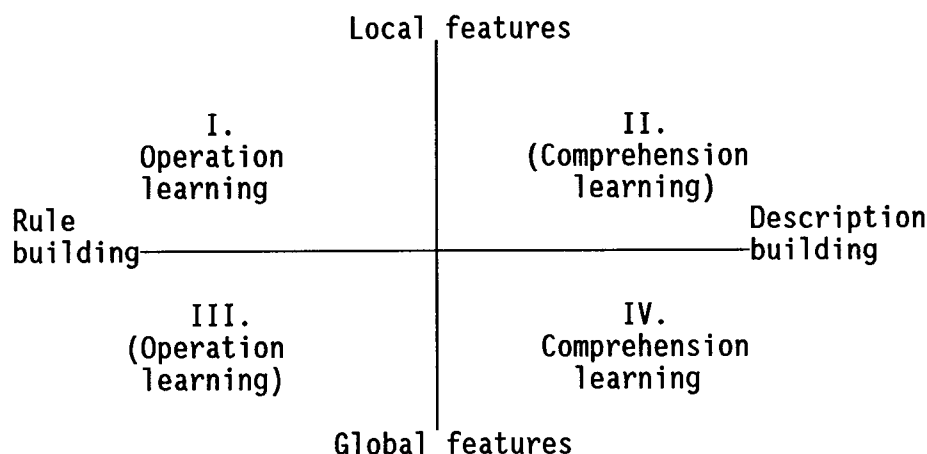 Local features
I.
Operation
learning
II.
(Comprehension
learning)
Rule
building
Description
building
III.
(Operation
learning)
IV.
Comprehension
learning
Global features